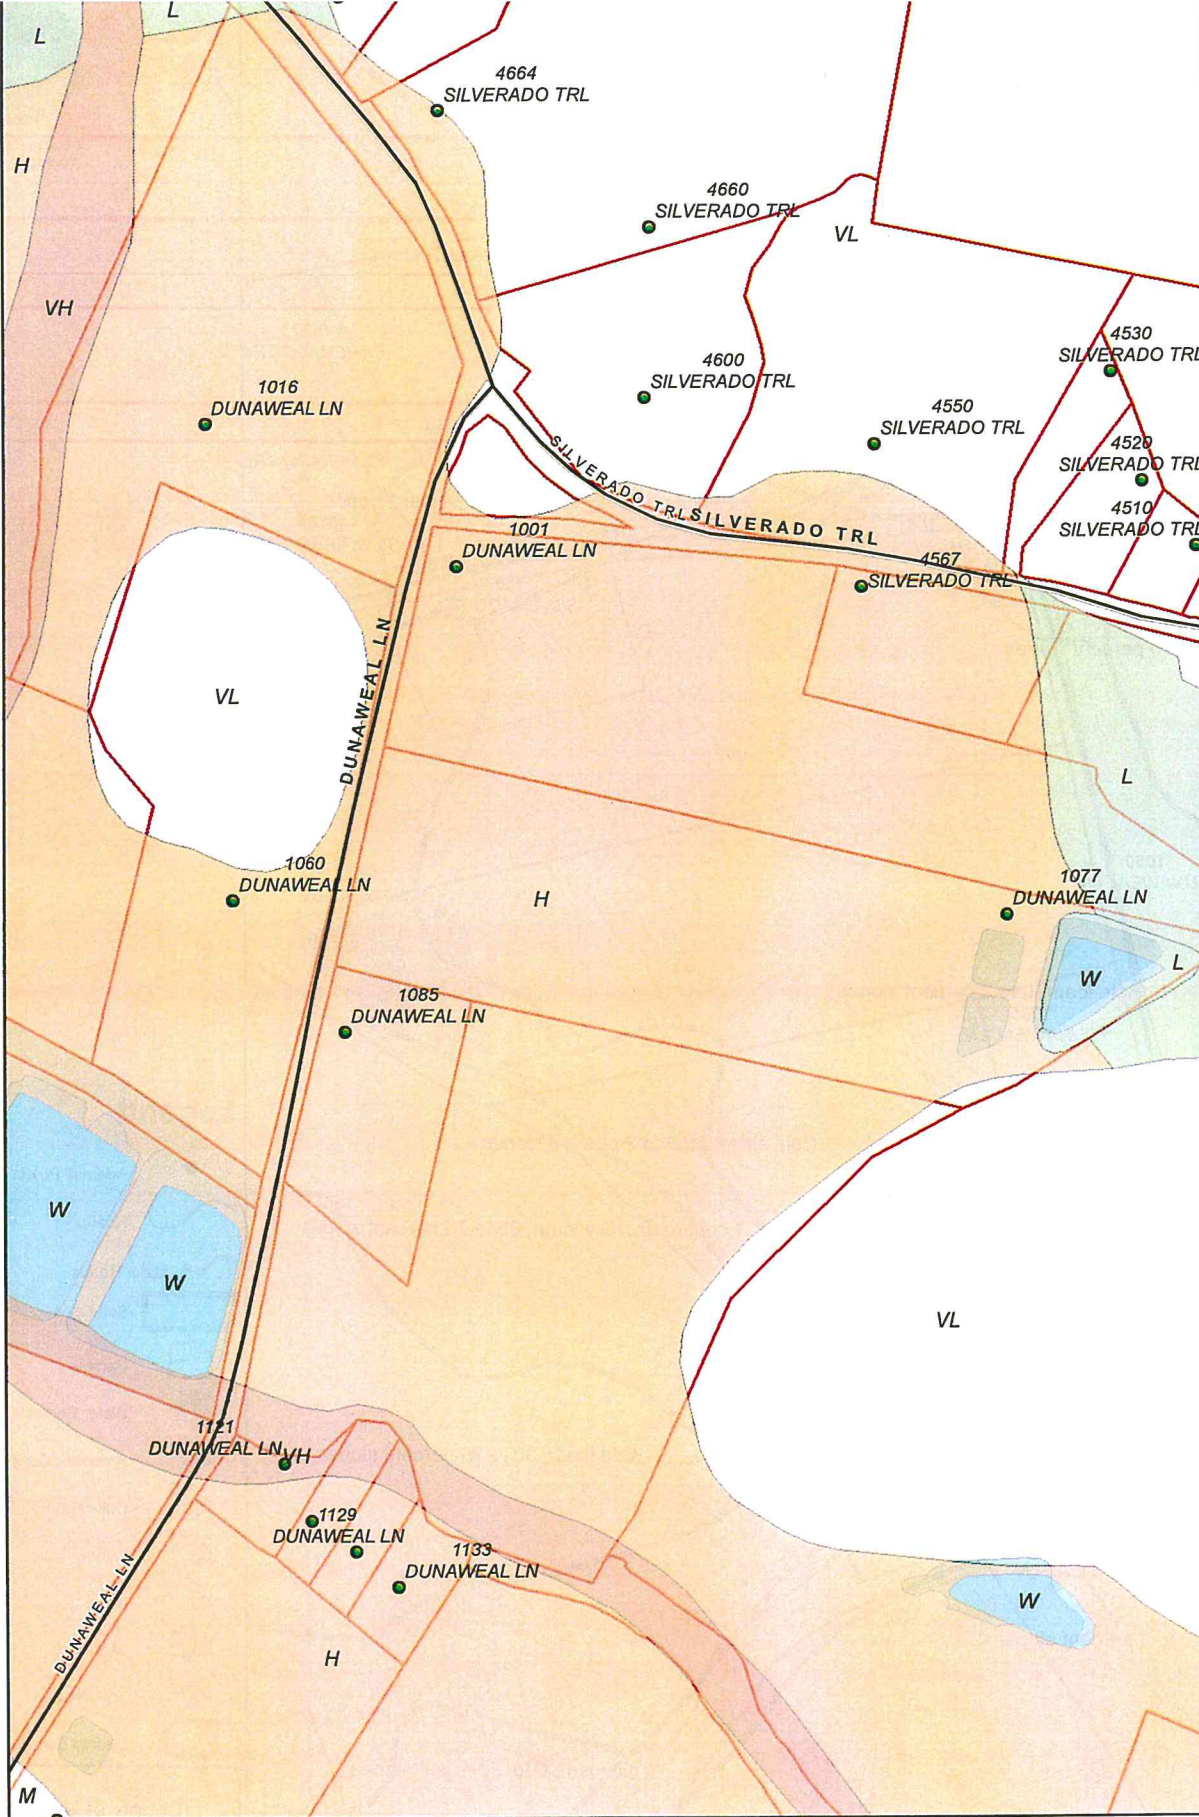 L
L
4664
SILVERADO TRL
H
4660
SILVERADO TRL
VL
VH
4530
SILVERADO TRL
4600
SILVERADO TRL
1016
DUNAWEAL LN
4550
SILVERADO TRL
4520
SILVERADO TRL
SILVERADO TRL
SILVERADO TRL
4510
SILVERADO TRL
1001
DUNAWEAL LN
4567
SILVERADO TRL
DUNAWEAL LN
VL
L
1060
DUNAWEAL LN
1077
DUNAWEAL LN
H
W
L
1085
DUNAWEAL LN
W
W
VL
1121
DUNAWEAL LN
VH
1129
DUNAWEAL LN
1133
DUNAWEAL LN
DUNAWEAL LN
W
H
M